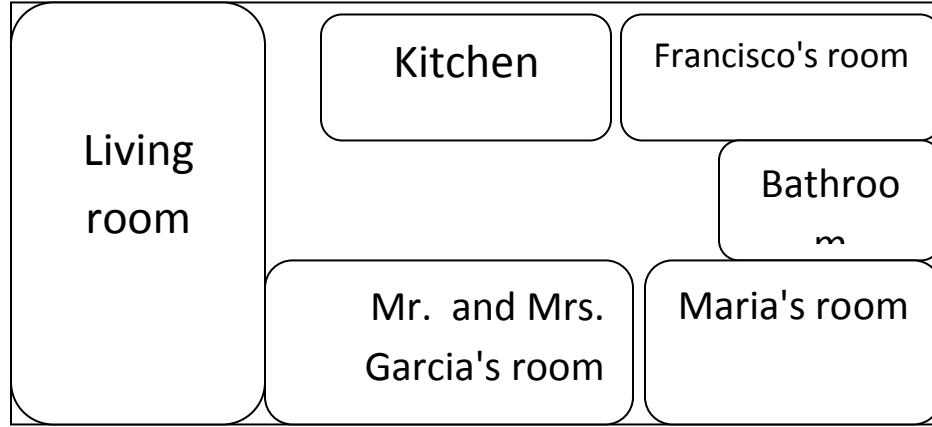 Kitchen
Francisco's room
Living
room
Bathroo
m
Mr. and Mrs.
Garcia's room
Maria's room